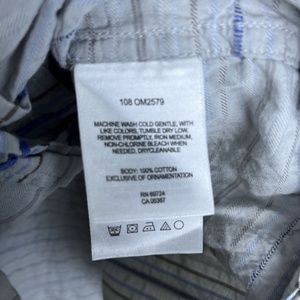 108 OM2579
MACHINE WASH COLD GENTLE, WITH
LIKE COLORS, TUMBLE DRY LOW.
REMOVE PROMPTLY, IRON MEDIUM,
NON-CHLORINE BLEACH WHEN
NEEDED, DRYCLEANABLE
BODY: 100% COTTON
EXCLUSIVE OF ORNAMENTATION
RN 69724
CA 05367